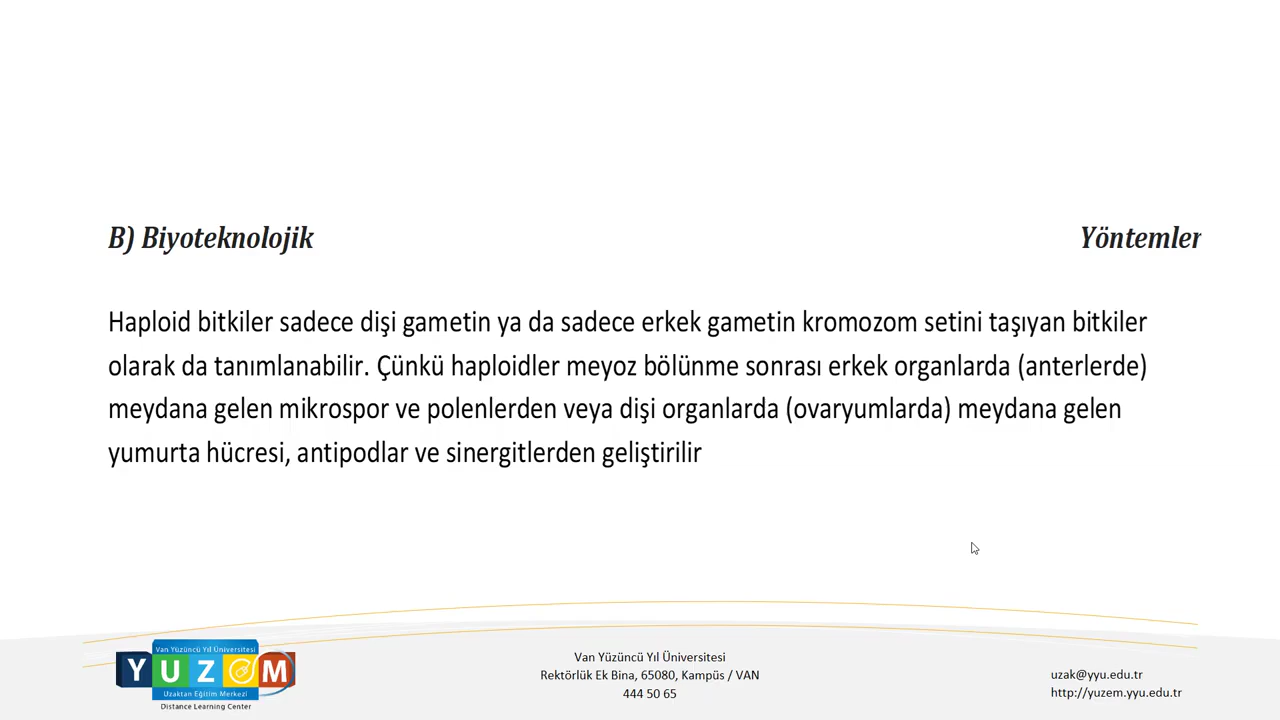 B) Biyoteknolojik Yöntemler
Haploid bitkiler sadece dişi gametin ya da sadece erkek gametin kromozom setini taşıyan bitkiler
olarak da tanımlanabilir. Çünkü haploidler meyoz bölünme sonrası erkek organlarda (anterlerde)
meydana gelen mikrospor ve polenlerden veya dişi organlarda (ovaryumlarda) meydana gelen
yumurta hücresi, antipodlar ve sinergitlerden geliştirilir
Van Yüzüncü Yıl Üniversitesi
YUZEM
Uzaktan Eğitim Merkezi
Distance Learning Center
Van Yüzüncü Yıl Üniversitesi
Rektörlük Ek Bina, 65080, Kampüs / VAN
444 50 65
uzak@yyu.edu.tr
http://yuzem.yyu.edu.tr